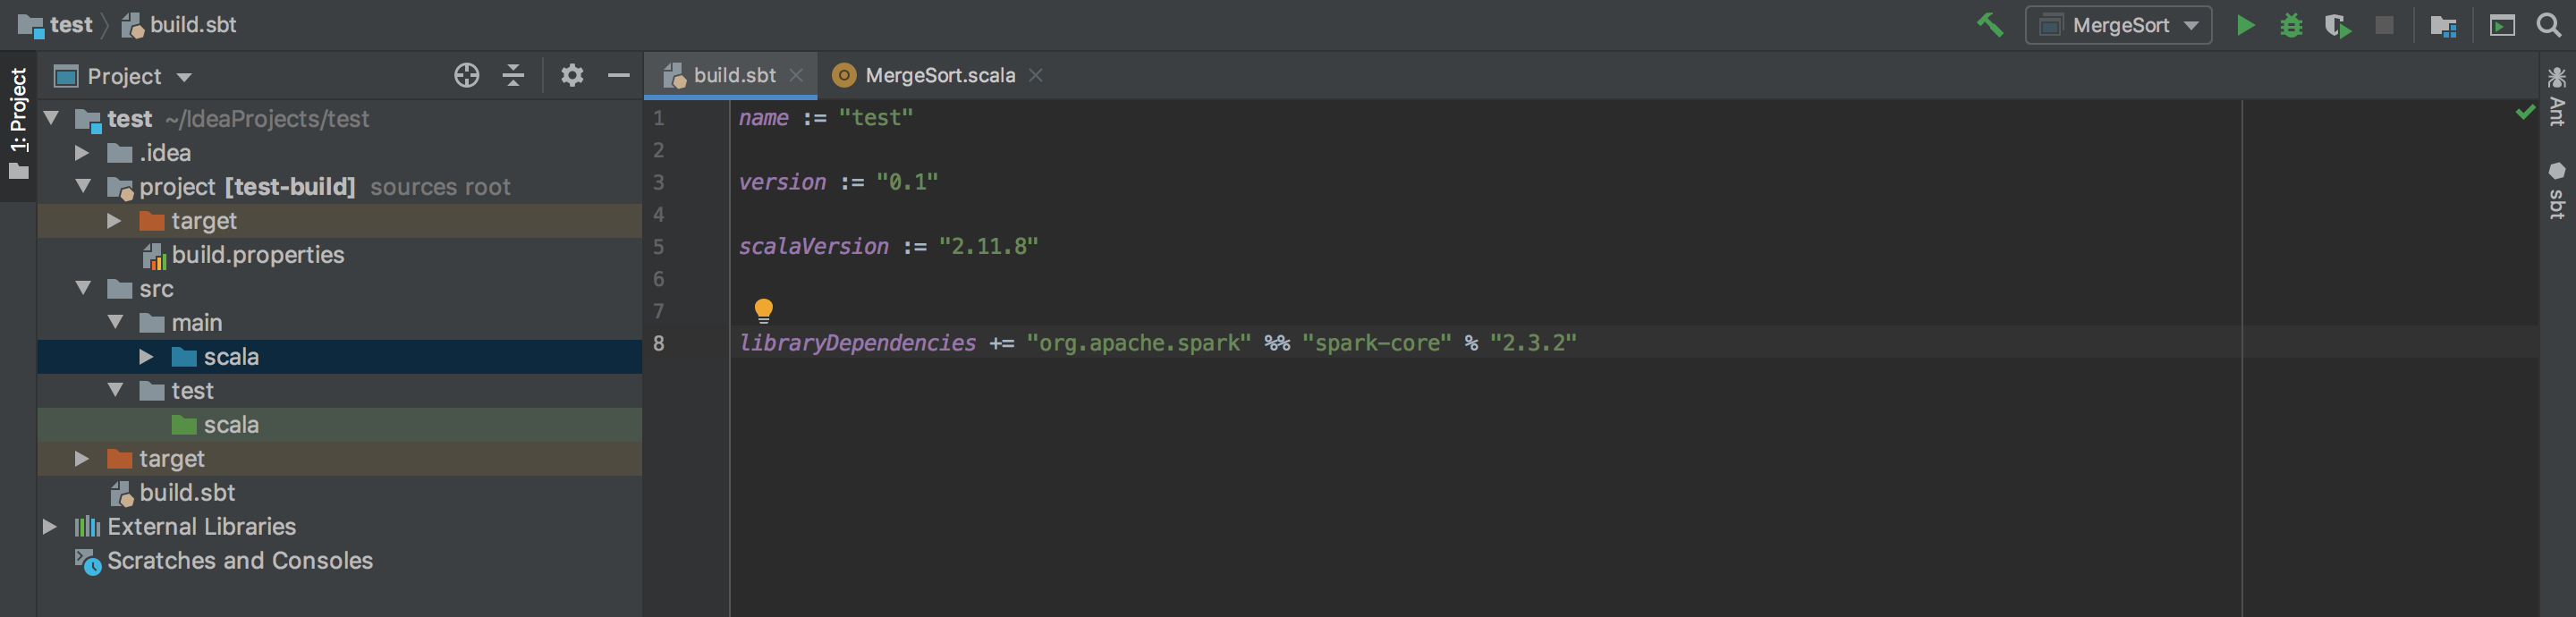 test build.sbt
MergeSort
1: Project
Project
test ~/IdeaProjects/test
.idea
project [test-build] sources root
target
build.properties
src
main
scala
test
scala
target
build.sbt
External Libraries
Scratches and Consoles
build.sbt MergeSort.scala
1 name := "test"
2
3 version := "0.1"
4
5 scalaVersion := "2.11.8"
6
7
8 libraryDependencies += "org.apache.spark" %% "spark-core" % "2.3.2"
Ant
sbt